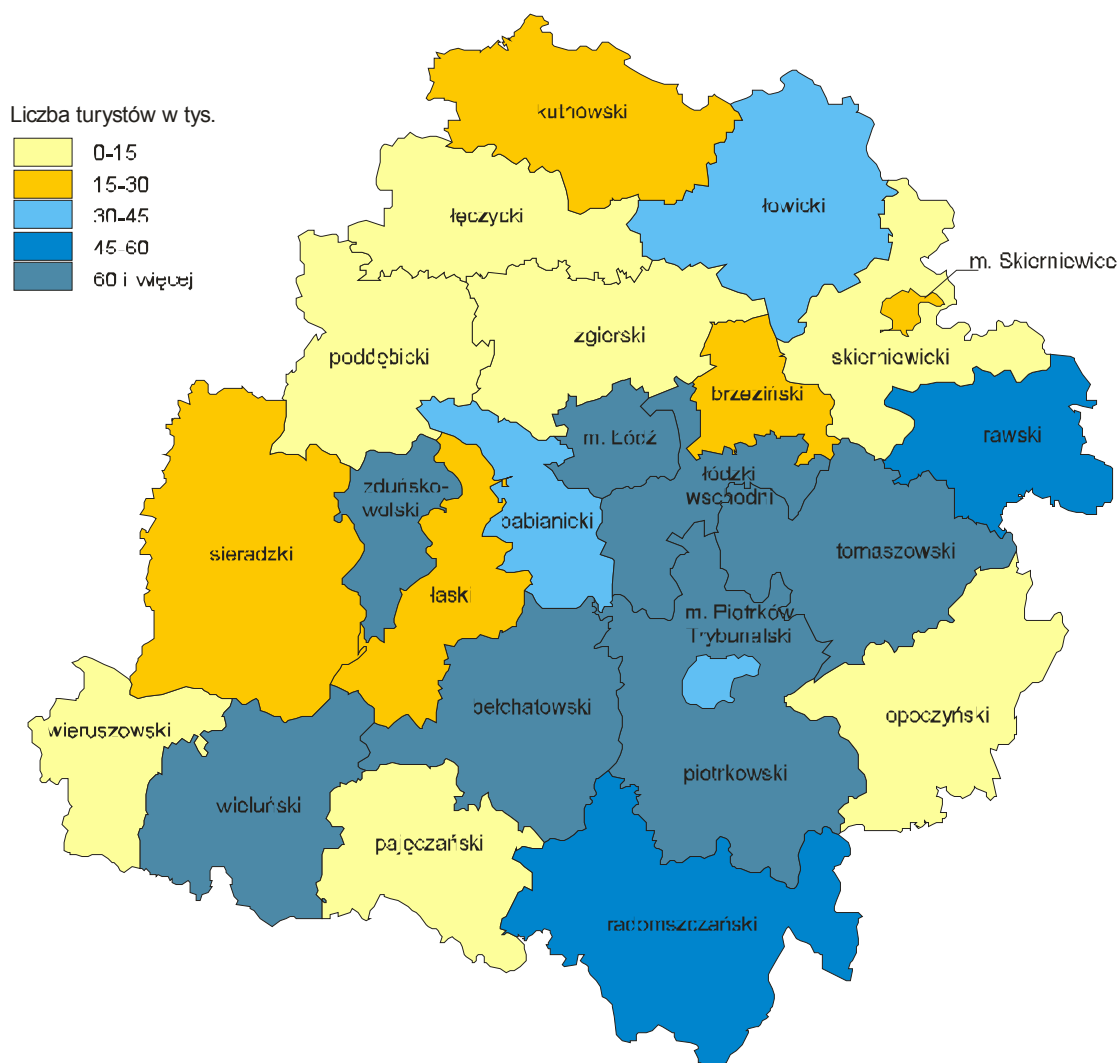 Liczba turystów w tys.
0-15
15-30
30-45
45-60
60 i więcej
kutnowski
łęczycki
łowicki
m. Skierniewice
zgierski
poddębicki
skierniewicki
brzeziński
rawski
m. Łódź
zduńsko-
wolski
łódzki
wschodni
pabianicki
sieradzki
tomaszowski
łaski
m. Piotrków
Trybunalski
bełchatowski
opoczyński
wieruszowski
piotrkowski
wieluński
pajęczański
radomszczański